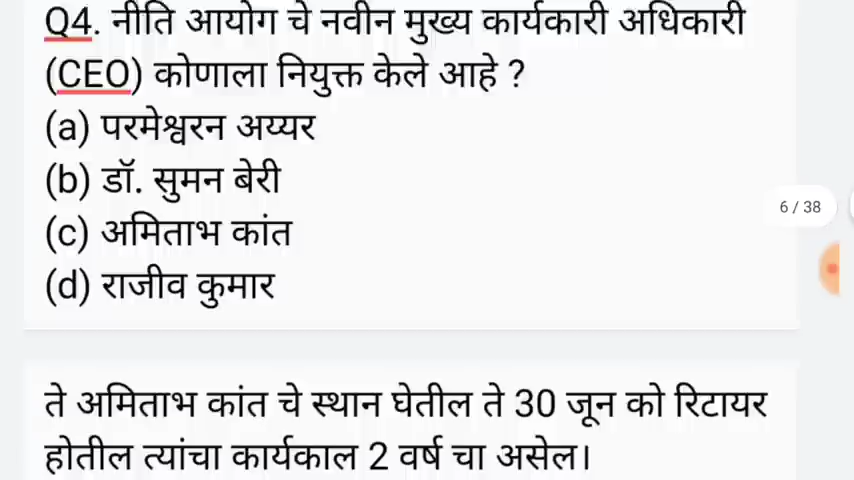 Q4. नीति आयोग चे नवीन मुख्य कार्यकारी अधिकारी
(CEO) कोणाला नियुक्त केले आहे ?
(a) परमेश्वरन अय्यर
(b) डॉ. सुमन बेरी
(c) अमिताभ कांत
(d) राजीव कुमार
6 / 38
ते अमिताभ कांत चे स्थान घेतील ते 30 जून को रिटायर
होतील त्यांचा कार्यकाल 2 वर्ष चा असेल।